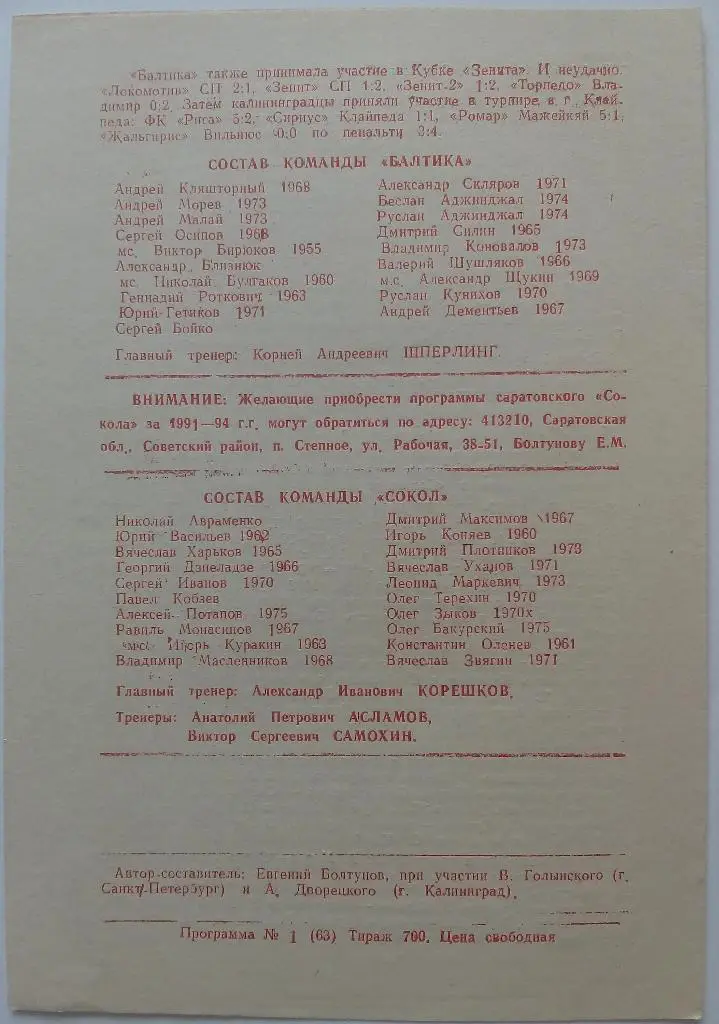 «Балтика» также принимала участие в Кубке «Зенита». И неудачно.
«Локомотив» СП 2:1, «Зенит» СП 1:2, «Зенит-2» 1:2, «Торпедо» Вла-
димир 0:2. Затем калининградцы приняли участие в турнире в г. Клай-
педа: ФК «Рига» 5:2, «Сириус» Клайпеда 1:1, «Ромар» Мажейкяй 5:1,
«Жальгирис» Вильнюс 0:0 по пенальти 3:4.
СОСТАВ КОМАНДЫ «БАЛТИКА»
Андрей Кляшторный 1968
Андрей Морев 1973
Андрей Малай 1973
Сергей Осипов 1968
мс. Виктор Бирюков 1955
Александр Близнюк
мс. Николай Булгаков 1960
Геннадий Роткович 1963
Юрий Гетиков 1971
Сергей Бойко
Александр Скляров 1971
Беслан Аджинджал 1974
Руслан Аджинджал 1974
Дмитрий Силин 1965
Владимир Коновалов 1973
Валерий Шушляков 1966
м.с. Александр Щукин 1969
Руслан Кунихов 1970
Андрей Дементьев 1967
Главный тренер: Корней Андреевич ШПЕРЛИНГ.
ВНИМАНИЕ: Желающие приобрести программы саратовского «Со-
кола» за 1991—94 г.г. могут обратиться по адресу: 413210, Саратовская
обл., Советский район, п. Степное, ул. Рабочая, 38-51, Болтунову Е.М.
СОСТАВ КОМАНДЫ «СОКОЛ»
Николай Авраменко
Юрий Васильев 1962
Вячеслав Харьков 1965
Георгий Дзнеладзе 1966
Сергей Иванов 1970
Павел Кобзев
Алексей Потапов 1975
Равиль Монасипов 1967
«мс» Игорь Куракин 1963
Владимир Масленников 1968
Дмитрий Максимов 1967
Игорь Коняев 1960
Дмитрий Плотников 1973
Вячеслав Уханов 1971
Леонид Маркевич 1973
Олег Терехин 1970
Олег Зыков 1970х
Олег Бакурский 1975
Константин Оленев 1961
Вячеслав Звягин 1971
Главный тренер: Александр Иванович КОРЕШКОВ.
Тренеры: Анатолий Петрович АСЛАМОВ,
Виктор Сергеевич САМОХИН.
Автор-составитель: Евгений Болтунов, при участии В. Голынского (г.
Санкт-Петербург) и А. Дворецкого (г. Калининград).
Программа № 1 (63) Тираж 700. Цена свободная